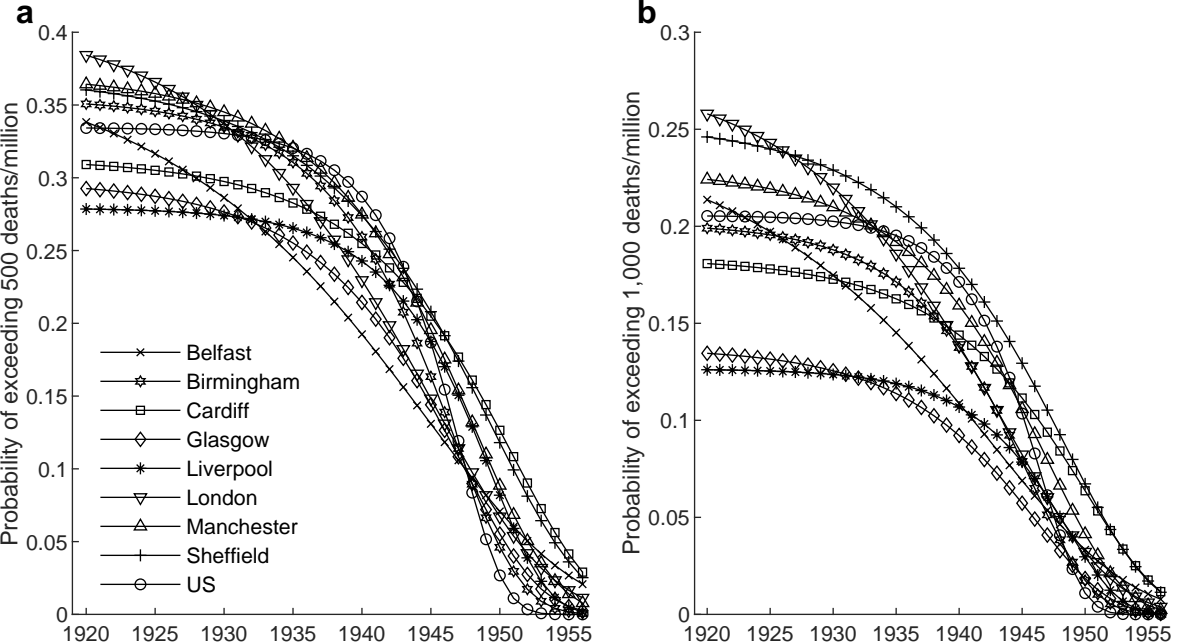 a
Probability of exceeding 500 deaths/million
0.4
0.35
0.3
0.25
0.2
0.15
0.1
0.05
0
Belfast
Birmingham
Cardiff
Glasgow
Liverpool
London
Manchester
Sheffield
US
1920 1925 1930 1935 1940 1945 1950 1955
b
Probability of exceeding 1,000 deaths/million
0.3
0.25
0.2
0.15
0.1
0.05
0
1920 1925 1930 1935 1940 1945 1950 1955